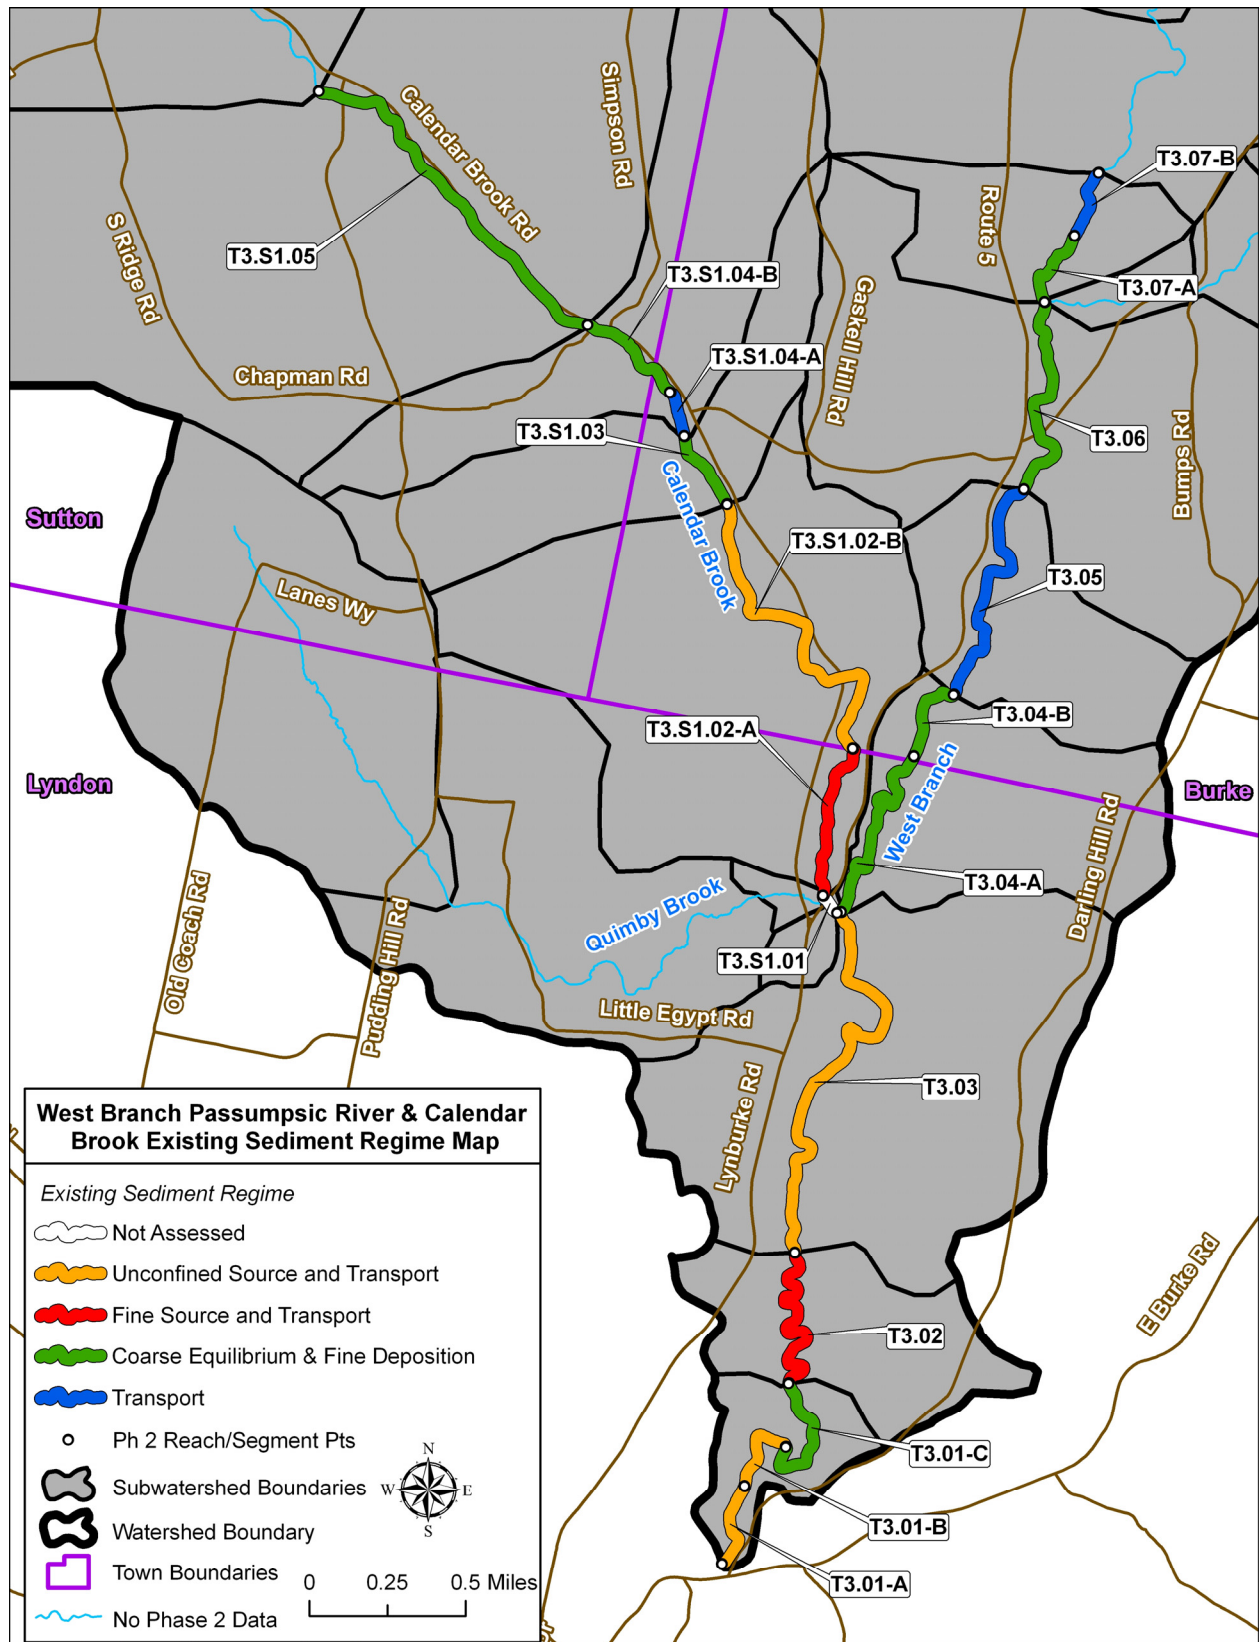 Calendar Brook Rd
Simpson Rd
T3.07-B
Route 5
S Ridge Rd
T3.S1.05
T3.S1.04-B
T3.07-A
Gaskell Hill Rd
T3.S1.04-A
Chapman Rd
T3.S1.03
T3.06
Bumps Rd
Calendar Brook
Sutton
T3.S1.02-B
T3.05
Lanes Wy
T3.S1.02-A
T3.04-B
Lyndon
West Branch
Burke
Darling Hill Rd
T3.04-A
Old Coach Rd
Pudding Hill Rd
Quimby Brook
T3.S1.01
Little Egypt Rd
T3.03
Lynburke Rd
West Branch Passumpsic River & Calendar
Brook Existing Sediment Regime Map
Existing Sediment Regime
Not Assessed
Unconfined Source and Transport
Fine Source and Transport
Coarse Equilibrium & Fine Deposition
Transport
Ph 2 Reach/Segment Pts
Subwatershed Boundaries
Watershed Boundary
Town Boundaries
No Phase 2 Data
N
W E
S
0 0.25 0.5 Miles
E Burke Rd
T3.02
T3.01-C
T3.01-B
T3.01-A